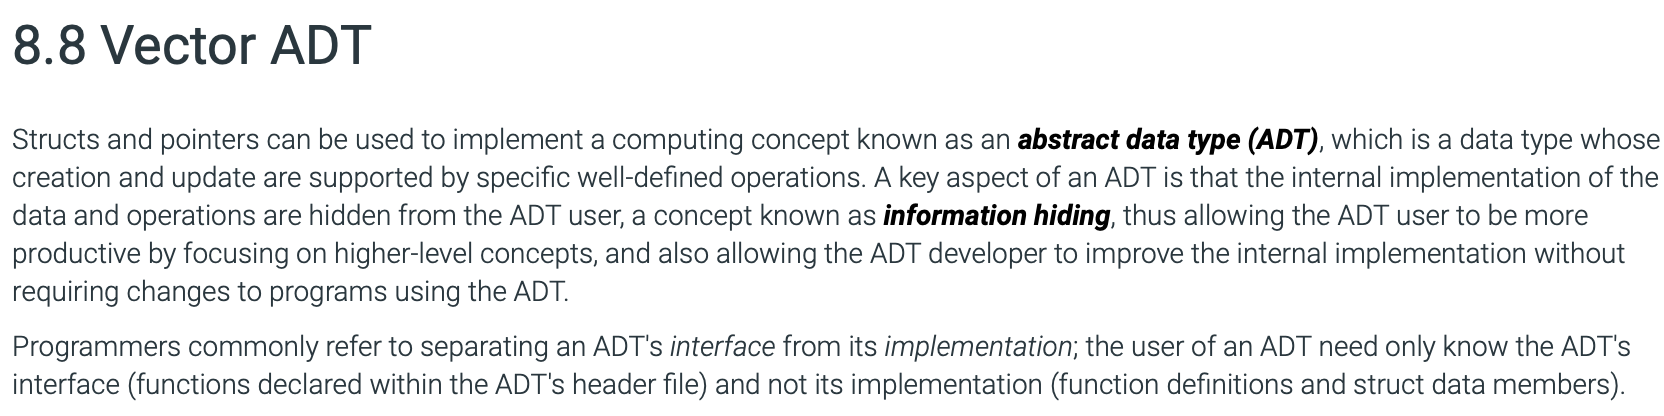 8.8 Vector ADT
Structs and pointers can be used to implement a computing concept known as an abstract data type (ADT), which is a data type whose
creation and update are supported by specific well-defined operations. A key aspect of an ADT is that the internal implementation of the
data and operations are hidden from the ADT user, a concept known as information hiding, thus allowing the ADT user to be more
productive by focusing on higher-level concepts, and also allowing the ADT developer to improve the internal implementation without
requiring changes to programs using the ADT.
Programmers commonly refer to separating an ADT's interface from its implementation; the user of an ADT need only know the ADT's
interface (functions declared within the ADT's header file) and not its implementation (function definitions and struct data members).